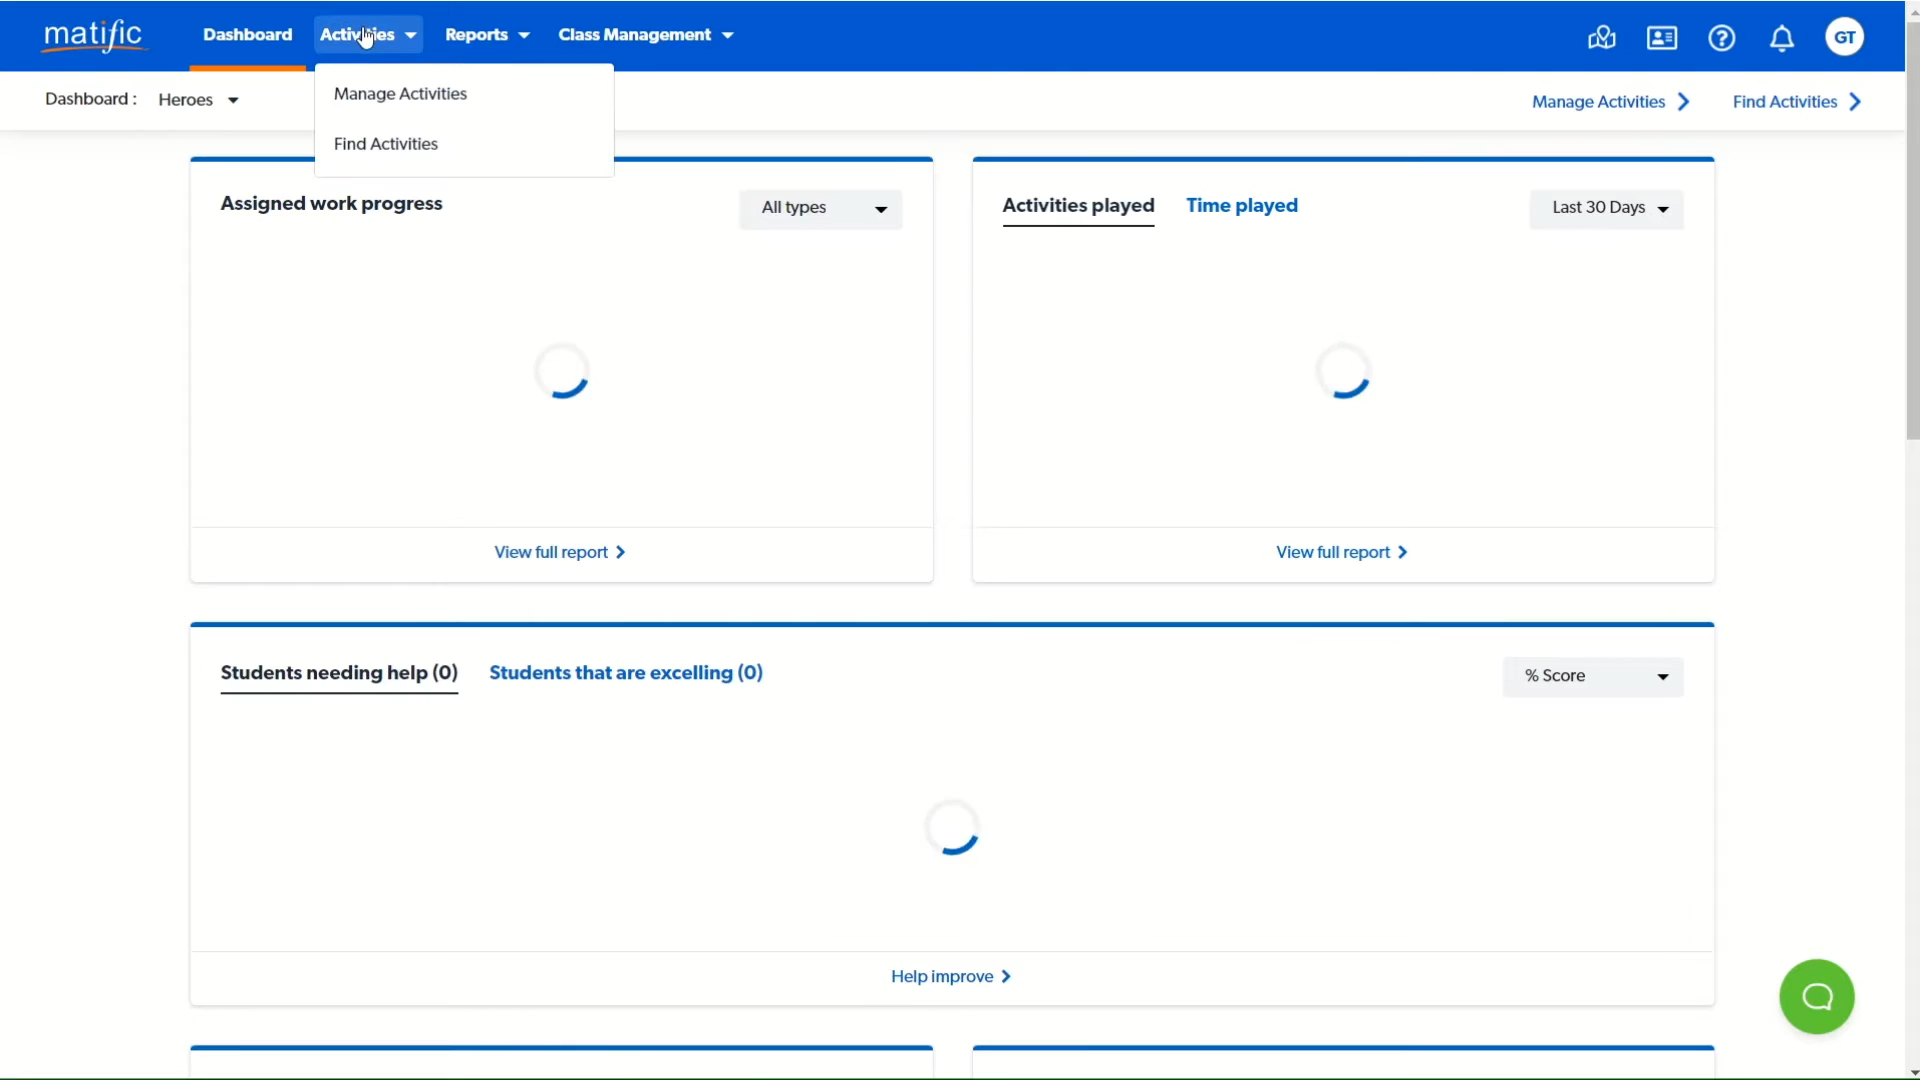 matific
Dashboard
Activities
Reports
Class Management
GT
Manage Activities
Find Activities
Dashboard :
Heroes
Manage Activities
Find Activities
Assigned work progress
All types
View full report
Activities played
Time played
Last 30 Days
View full report
Students needing help (0)
Students that are excelling (0)
% Score
Help improve